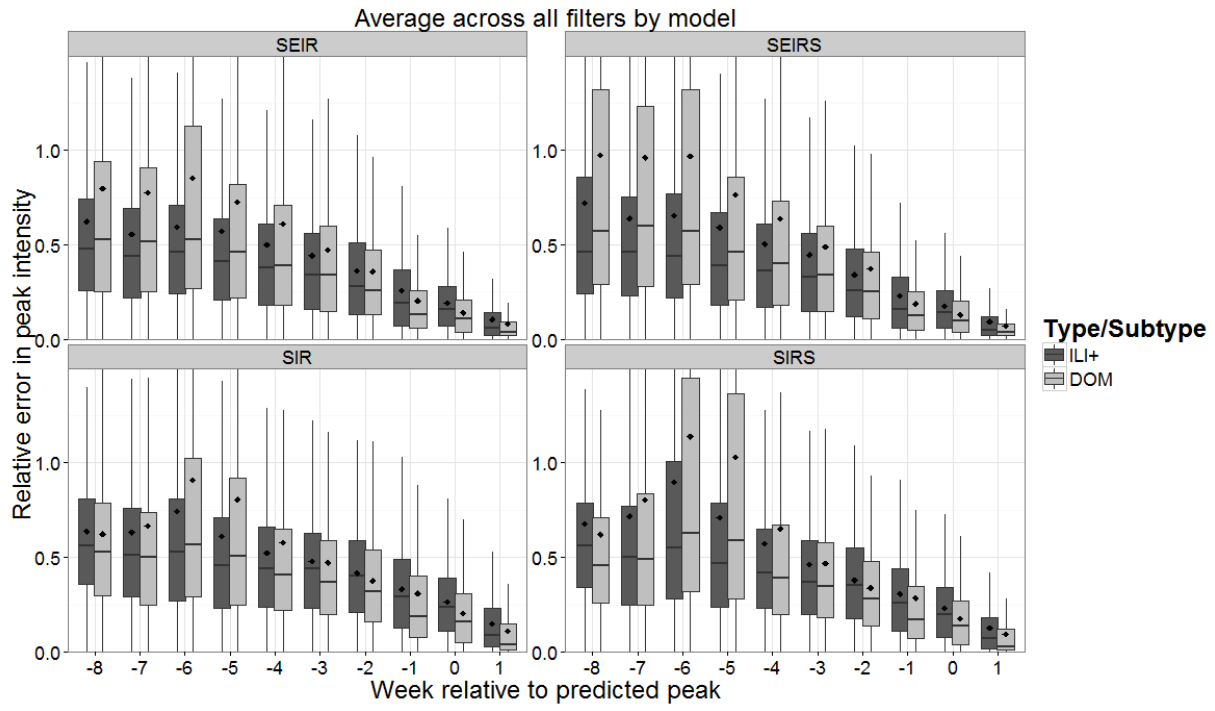 Average across all filters by model
SEIR
SEIRS
1.0
0.5
0.0
1.0
0.5
0.0
SIR
SIRS
1.0
0.5
0.0
1.0
0.5
0.0
-8 -7 -6 -5 -4 -3 -2 -1 0 1
-8 -7 -6 -5 -4 -3 -2 -1 0 1
Week relative to predicted peak
Relative error in peak intensity
Type/Subtype
ILI+
DOM